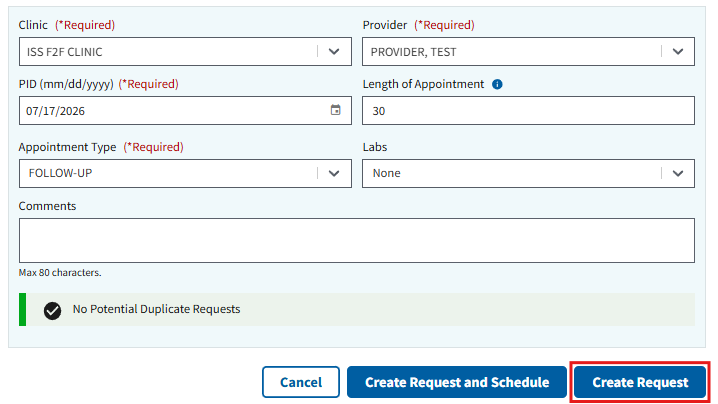 Clinic (*Required) Provider (*Required)
ISS F2F CLINIC PROVIDER, TEST
PID (mm/dd/yyyy) (*Required) Length of Appointment
07/17/2026 30
Appointment Type (*Required) Labs
FOLLOW-UP None
Comments
Max 80 characters.
No Potential Duplicate Requests
Cancel Create Request and Schedule Create Request